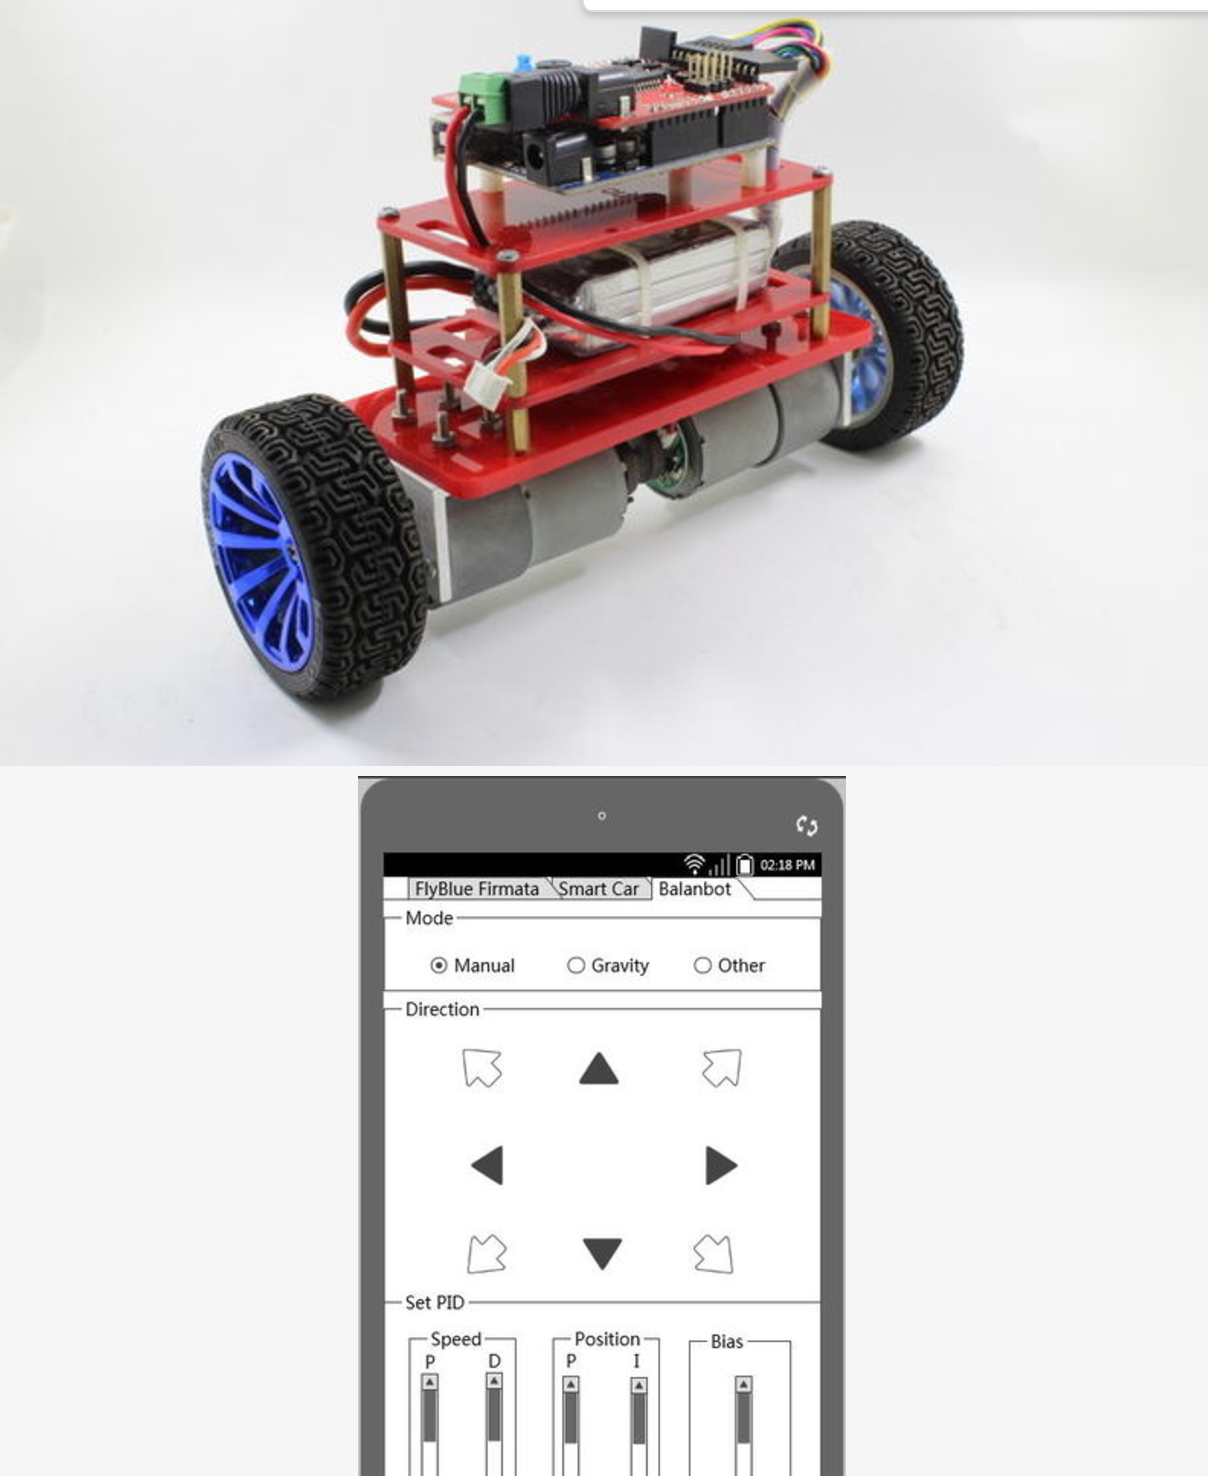 02:18 PM
FlyBlue Firmata Smart Car Balanbot
Mode
Manual Gravity Other
Direction
Set PID
Speed Position Bias
P D P I